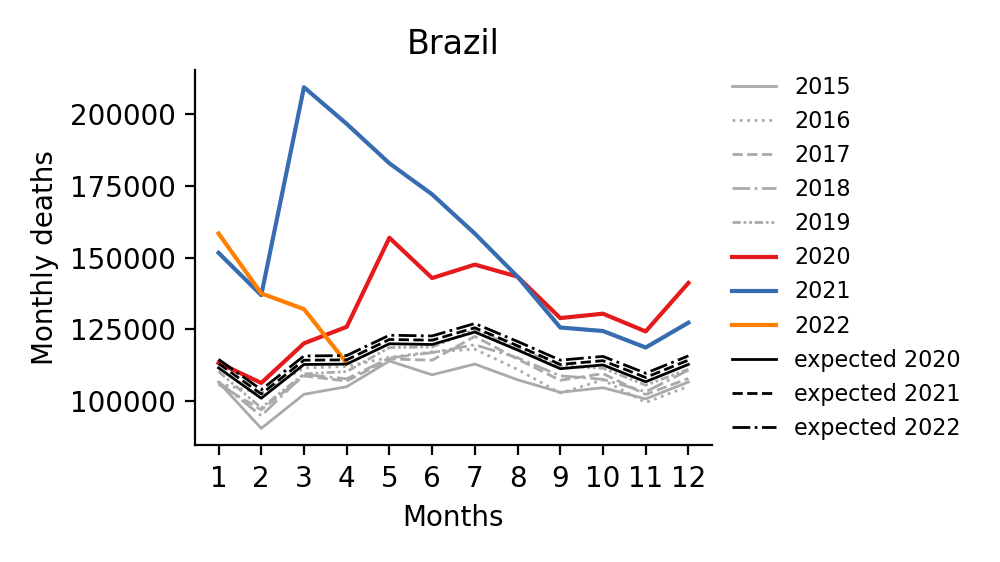 Brazil
200000
175000
150000
125000
100000
Monthly deaths
1 2 3 4 5 6 7 8 9 10 11 12
Months
2015
2016
2017
2018
2019
2020
2021
2022
expected 2020
expected 2021
expected 2022